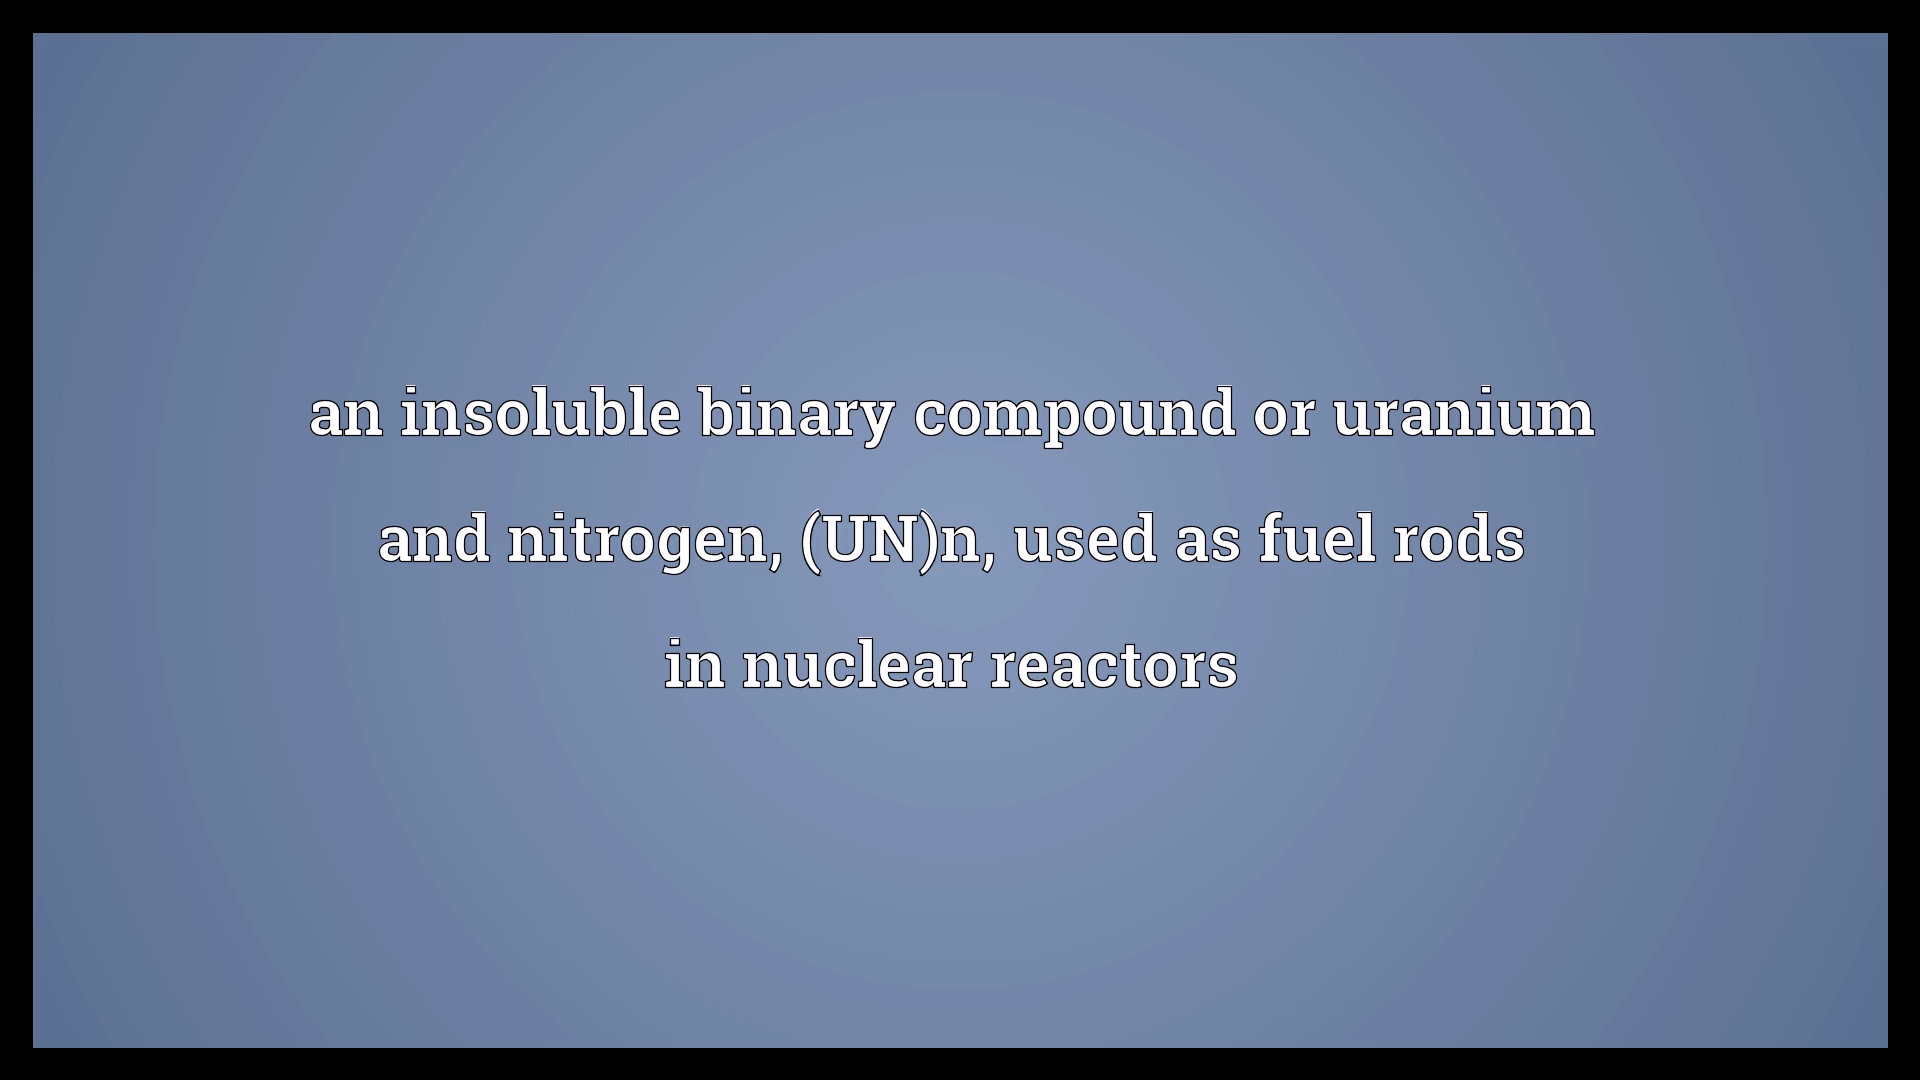 an insoluble binary compound or uranium
and nitrogen, (UN)n, used as fuel rods
in nuclear reactors